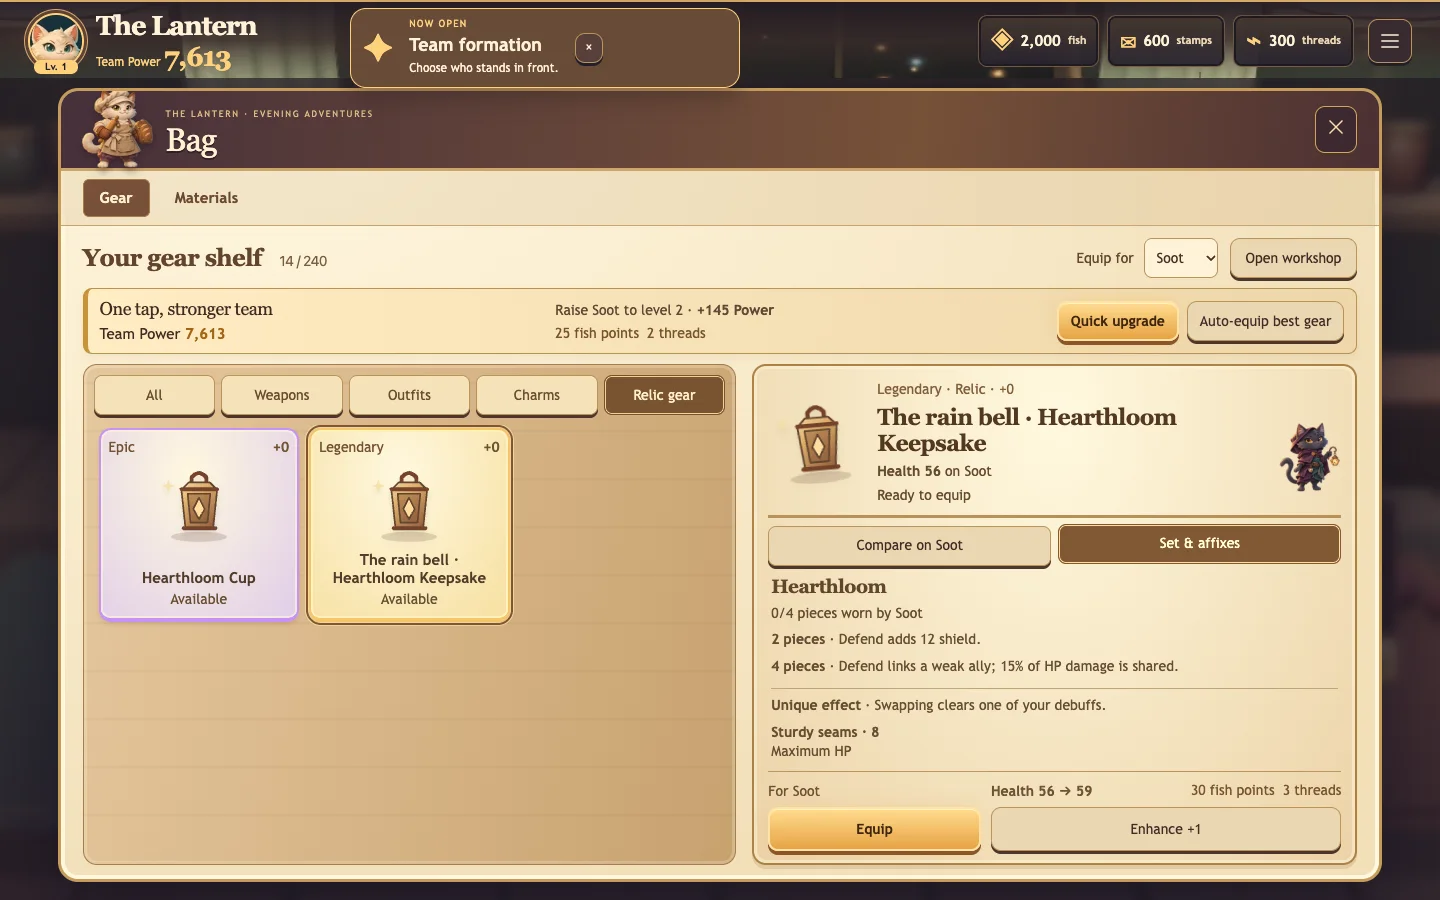 The Lantern
Team Power 7,613
Lv. 1
NOW OPEN
Team formation
Choose who stands in front.
×
2,000 fish
600 stamps
300 threads
THE LANTERN · EVENING ADVENTURES
Bag
Gear
Materials
Your gear shelf 14 / 240
Equip for Soot
Open workshop
One tap, stronger team
Team Power 7,613
Raise Soot to level 2 · +145 Power
25 fish points 2 threads
Quick upgrade
Auto-equip best gear
All
Weapons
Outfits
Charms
Relic gear
Epic +0
Hearthloom Cup
Available
Legendary +0
The rain bell ·
Hearthloom Keepsake
Available
Legendary · Relic · +0
The rain bell · Hearthloom
Keepsake
Health 56 on Soot
Ready to equip
Compare on Soot
Set & affixes
Hearthloom
0/4 pieces worn by Soot
2 pieces · Defend adds 12 shield.
4 pieces · Defend links a weak ally; 15% of HP damage is shared.
Unique effect · Swapping clears one of your debuffs.
Sturdy seams · 8
Maximum HP
For Soot
Health 56 → 59
30 fish points 3 threads
Equip
Enhance +1